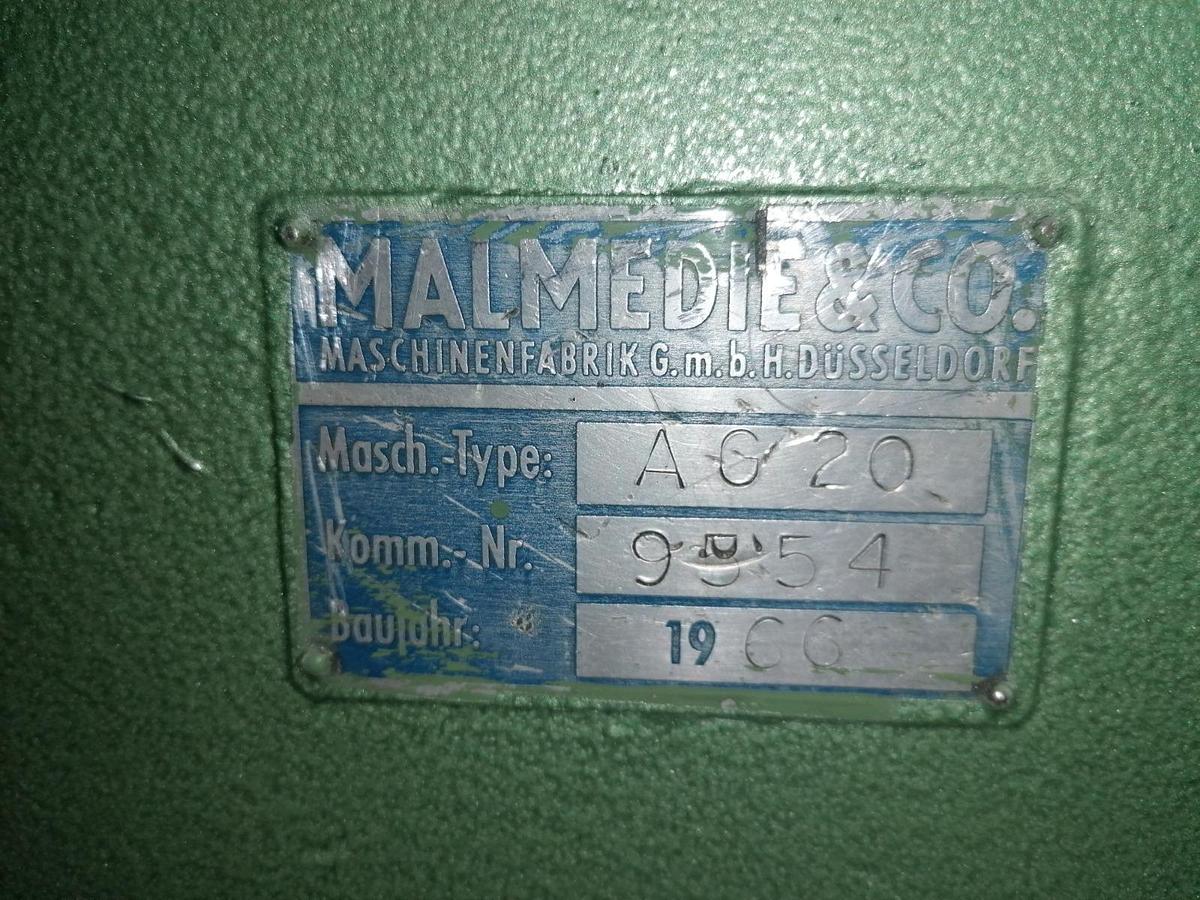 MALMEDIE & CO.
MASCHINENFABRIK G.m.b.H. DÜSSELDORF
Masch.-Type: AG 20
Komm.-Nr.
Baujahr: 1966